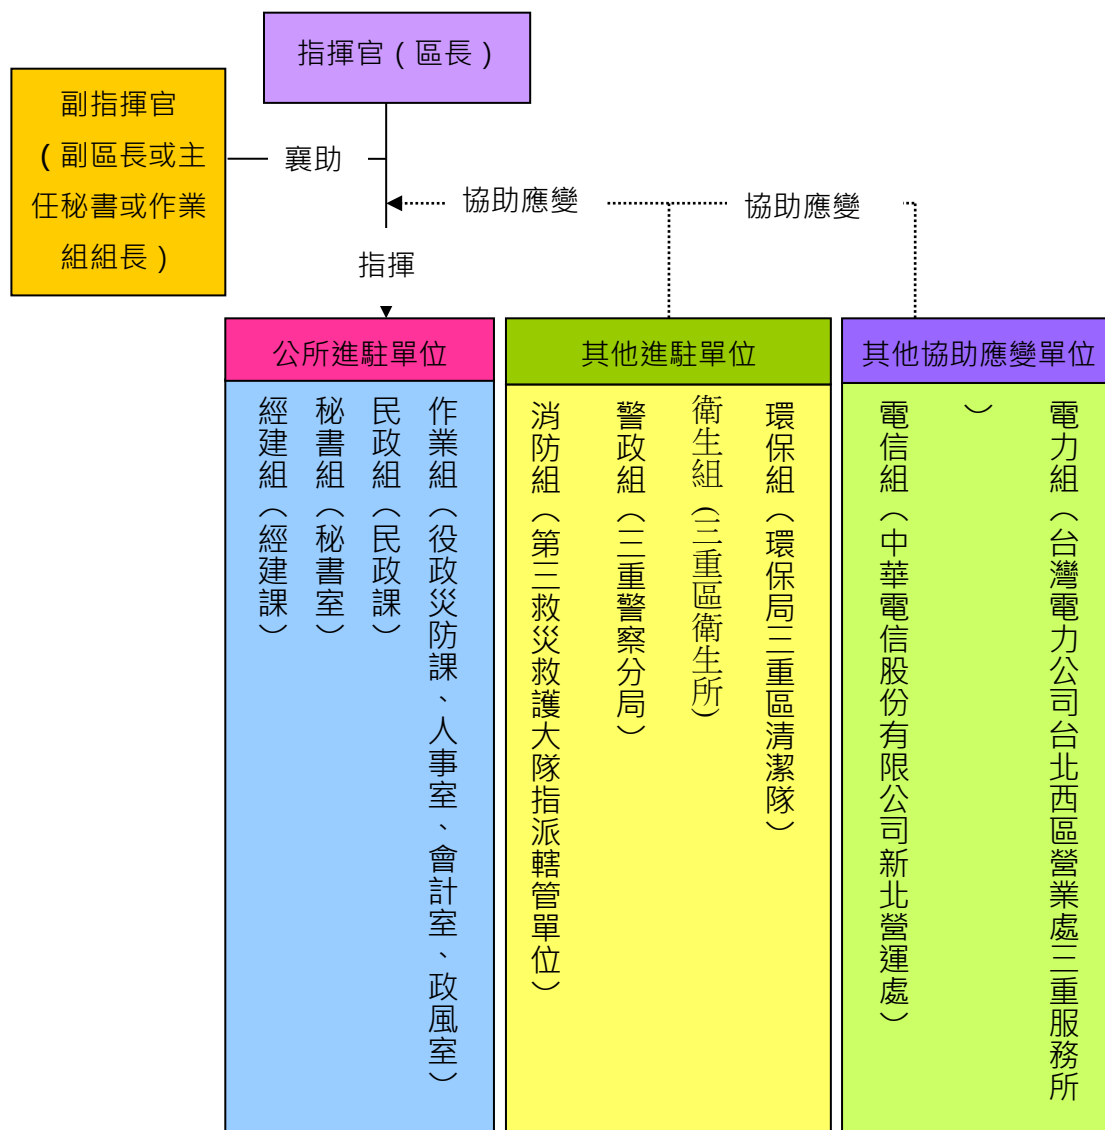 指揮官（區長）
副指揮官
（副區長或主
任秘書或作業
組組長）
襄助
協助應變
協助應變
指揮
公所進駐單位
作業組（役政災防課、人事室、會計室、政風室）
民政組（民政課）
秘書組（秘書室）
經建組（經建課）
其他進駐單位
環保組（環保局三重區清潔隊）
衛生組（三重區衛生所）
警政組（三重警察分局）
消防組（第三救災救護大隊指派轄管單位）
其他協助應變單位
電力組（台灣電力公司台北西區營業處三重服務所
）
電信組（中華電信股份有限公司新北營運處）